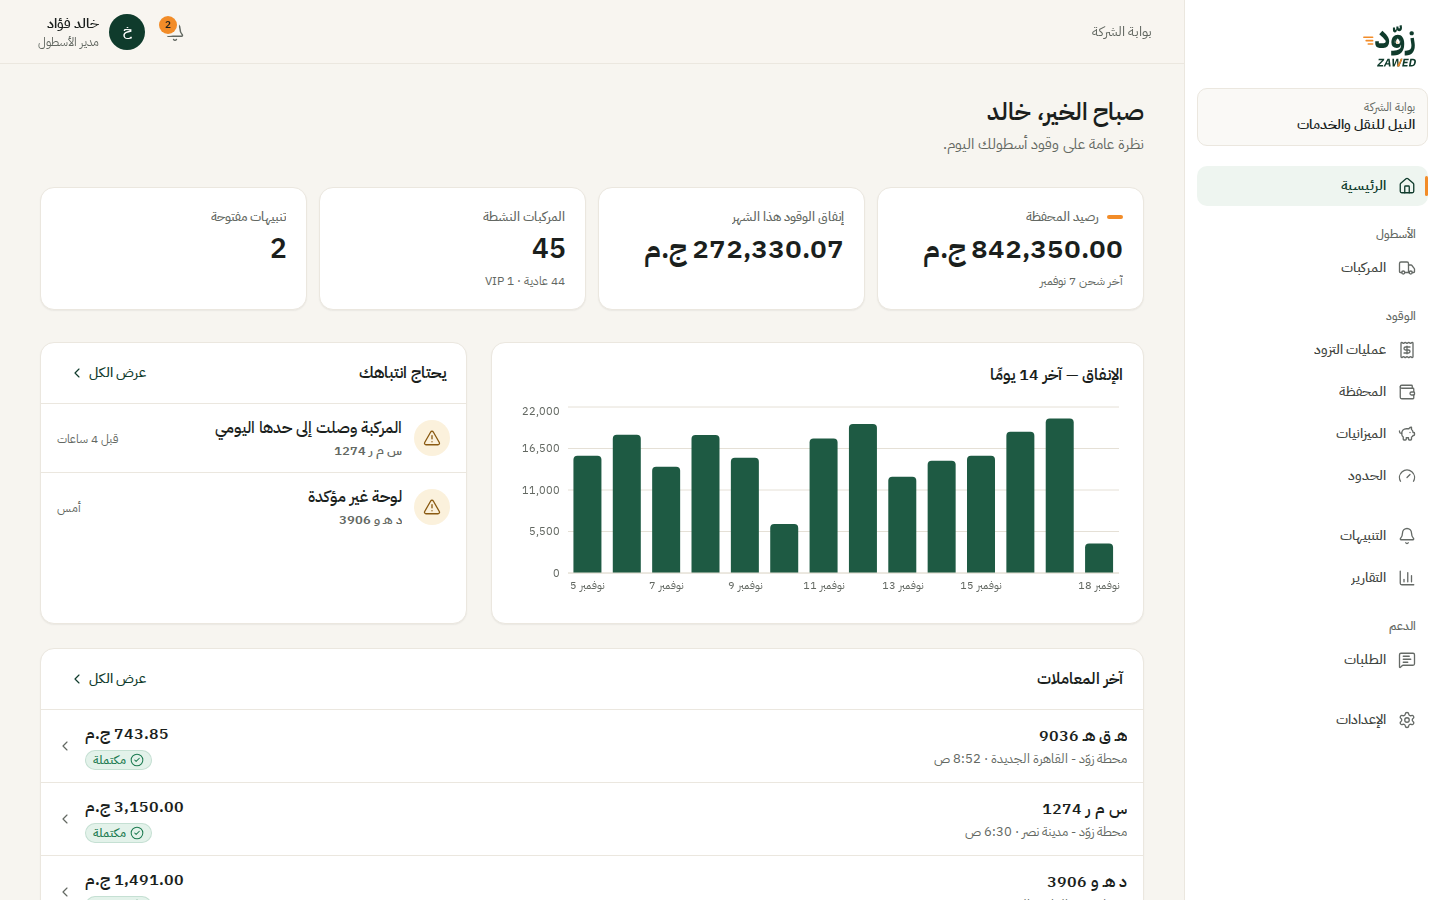 زوّد
ZAWED
بوابة الشركة
النيل للنقل والخدمات
الرئيسية
الأسطول
المركبات
الوقود
عمليات التزود
المحفظة
الميزانيات
الحدود
التنبيهات
التقارير
الدعم
الطلبات
الإعدادات
بوابة الشركة
2
خ
خالد فؤاد
مدير الأسطول
صباح الخير، خالد
نظرة عامة على وقود أسطولك اليوم.
رصيد المحفظة
842,350.00 ج.م
آخر شحن 7 نوفمبر
إنفاق الوقود هذا الشهر
272,330.07 ج.م
المركبات النشطة
45
44 عادية · 1 VIP
تنبيهات مفتوحة
2
الإنفاق — آخر 14 يومًا
22,000
16,500
11,000
5,500
0
5 نوفمبر
7 نوفمبر
9 نوفمبر
11 نوفمبر
13 نوفمبر
15 نوفمبر
18 نوفمبر
يحتاج انتباهك
عرض الكل
المركبة وصلت إلى حدها اليومي
س م ر 1274
قبل 4 ساعات
لوحة غير مؤكدة
د هـ و 3906
أمس
آخر المعاملات
عرض الكل
هـ ق هـ 9036
محطة زوّد - القاهرة الجديدة · 8:52 ص
743.85 ج.م
مكتملة
س م ر 1274
محطة زوّد - مدينة نصر · 6:30 ص
3,150.00 ج.م
مكتملة
د هـ و 3906
1,491.00 ج.م